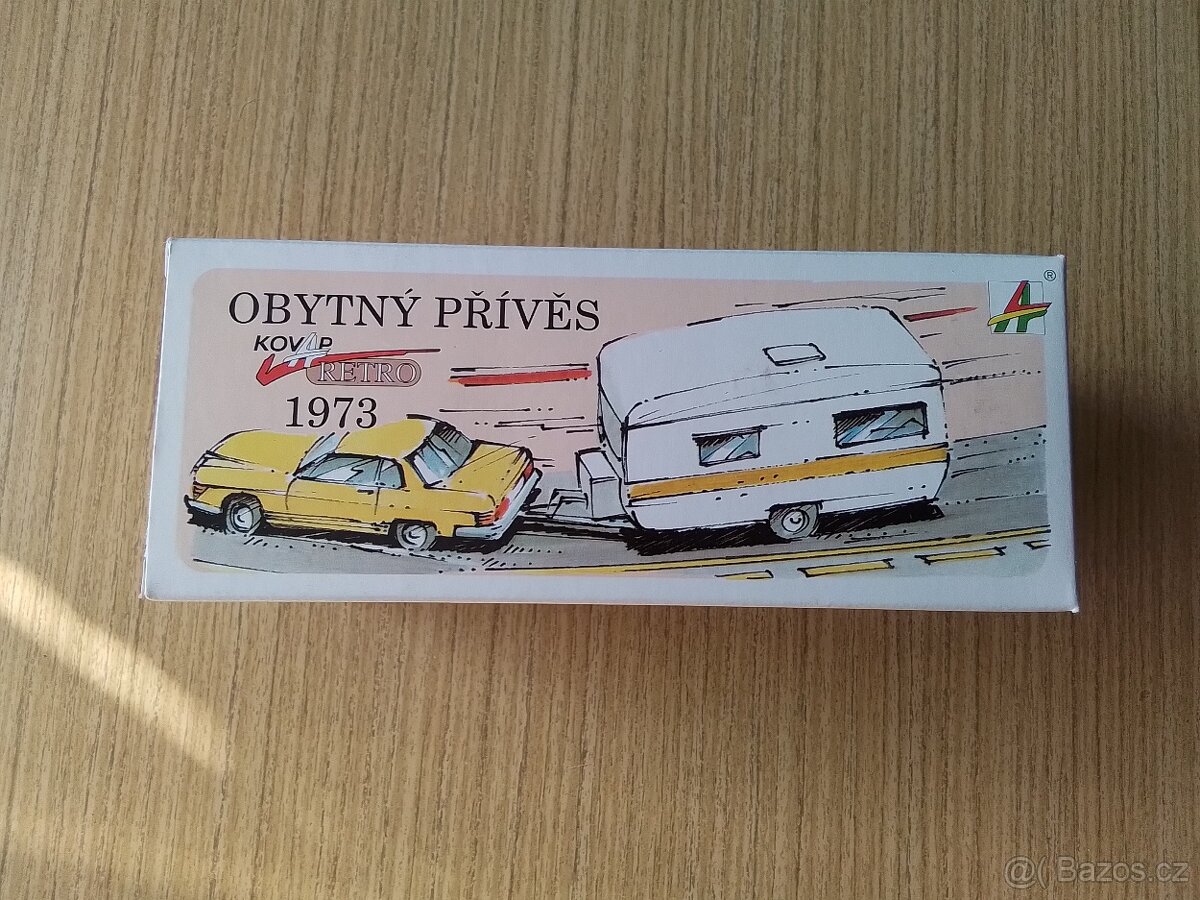 OBYTNÝ PŘÍVĚS
KOVAP
RETRO
1973
®
@( Bazos.cz